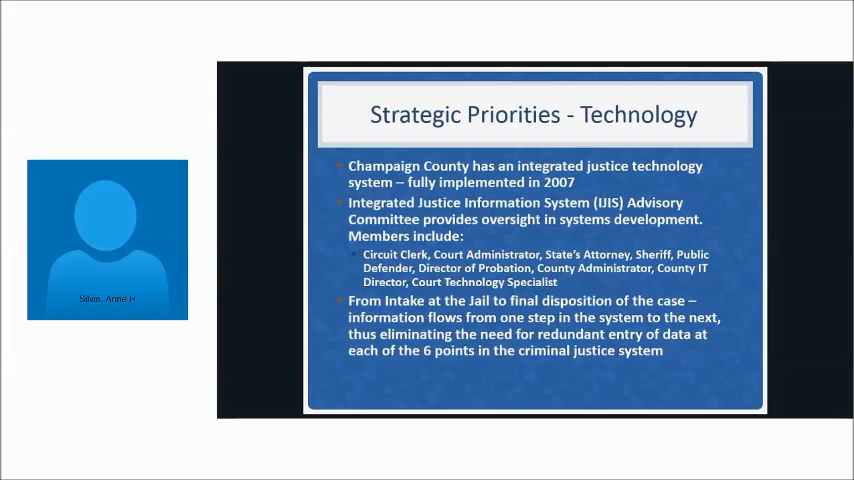 Strategic Priorities - Technology
Champaign County has an integrated justice technology
system – fully implemented in 2007
Integrated Justice Information System (IJIS) Advisory
Committee provides oversight in systems development.
Members include:
Circuit Clerk, Court Administrator, State's Attorney, Sheriff, Public
Defender, Director of Probation, County Administrator, County IT
Director, Court Technology Specialist
From Intake at the Jail to final disposition of the case –
information flows from one step in the system to the next,
thus eliminating the need for redundant entry of data at
each of the 6 points in the criminal justice system
Silvis, Anne H